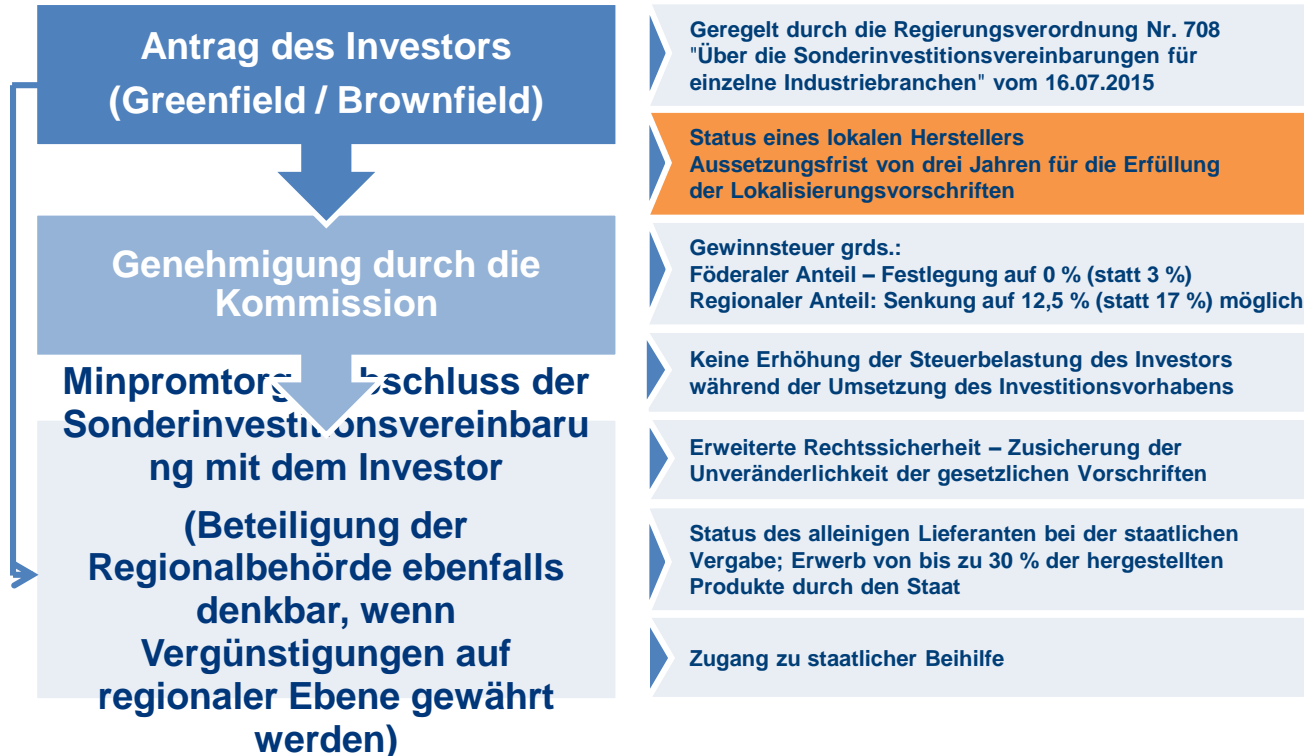 Antrag des Investors
(Greenfield / Brownfield)
Genehmigung durch die
Kommission
bschluss der
Sonderinvestitionsvereinbaru
ng mit dem Investor
(Beteiligung der
Regionalbehörde ebenfalls
denkbar, wenn
Vergünstigungen auf
regionaler Ebene gewährt
werden)
Geregelt durch die Regierungsverordnung Nr. 708
"Über die Sonderinvestitionsvereinbarungen für
einzelne Industriebranchen" vom 16.07.2015
Status eines lokalen Herstellers
Aussetzungsfrist von drei Jahren für die Erfüllung
der Lokalisierungsvorschriften
Gewinnsteuer grds.:
Föderaler Anteil – Festlegung auf 0 % (statt 3 %)
Regionaler Anteil: Senkung auf 12,5 % (statt 17 %) möglich
Keine Erhöhung der Steuerbelastung des Investors
während der Umsetzung des Investitionsvorhabens
Erweiterte Rechtssicherheit – Zusicherung der
Unveränderlichkeit der gesetzlichen Vorschriften
Status des alleinigen Lieferanten bei der staatlichen
Vergabe; Erwerb von bis zu 30 % der hergestellten
Produkte durch den Staat
Zugang zu staatlicher Beihilfe